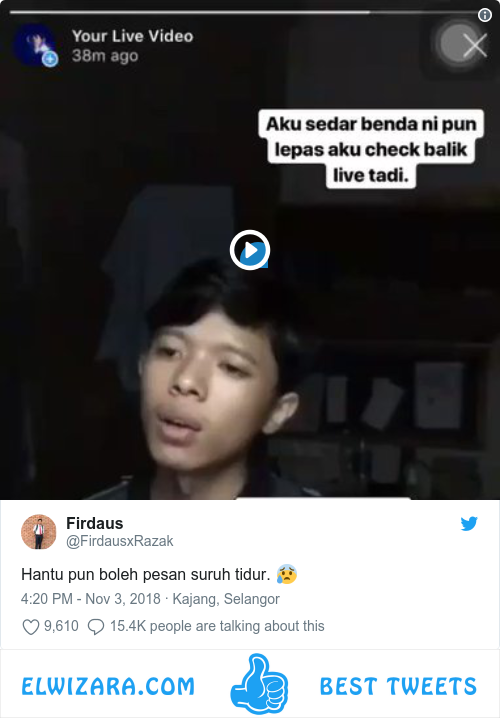 Your Live Video
38m ago
Aku sedar benda ni pun
lepas aku check balik
live tadi.
Firdaus
@FirdausxRazak
Hantu pun boleh pesan suruh tidur. 😰
4:20 PM - Nov 3, 2018 · Kajang, Selangor
9,610 15.4K people are talking about this
ELWIZARA.COM BEST TWEETS